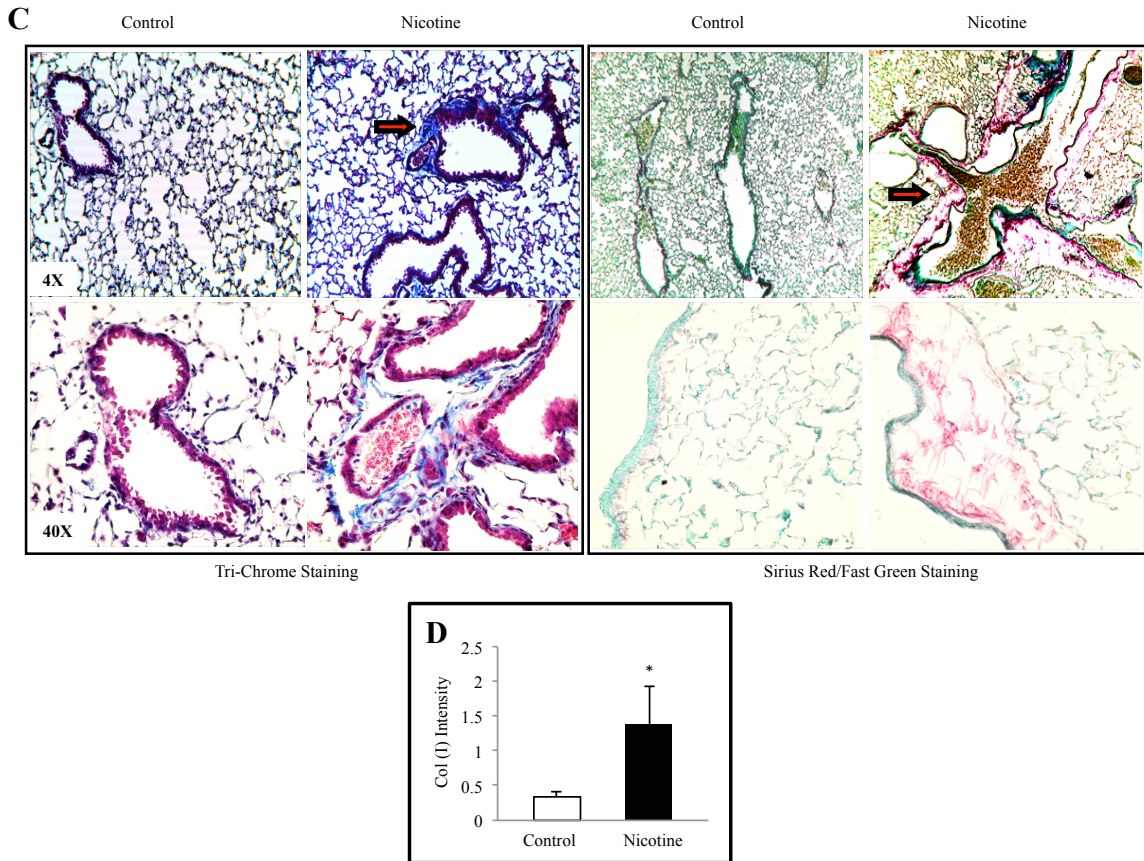 C
Control Nicotine Control Nicotine
4X
40X
Tri-Chrome Staining Sirius Red/Fast Green Staining
D
2.5
2
1.5
1
0.5
0
Col (I) Intensity
*
Control Nicotine